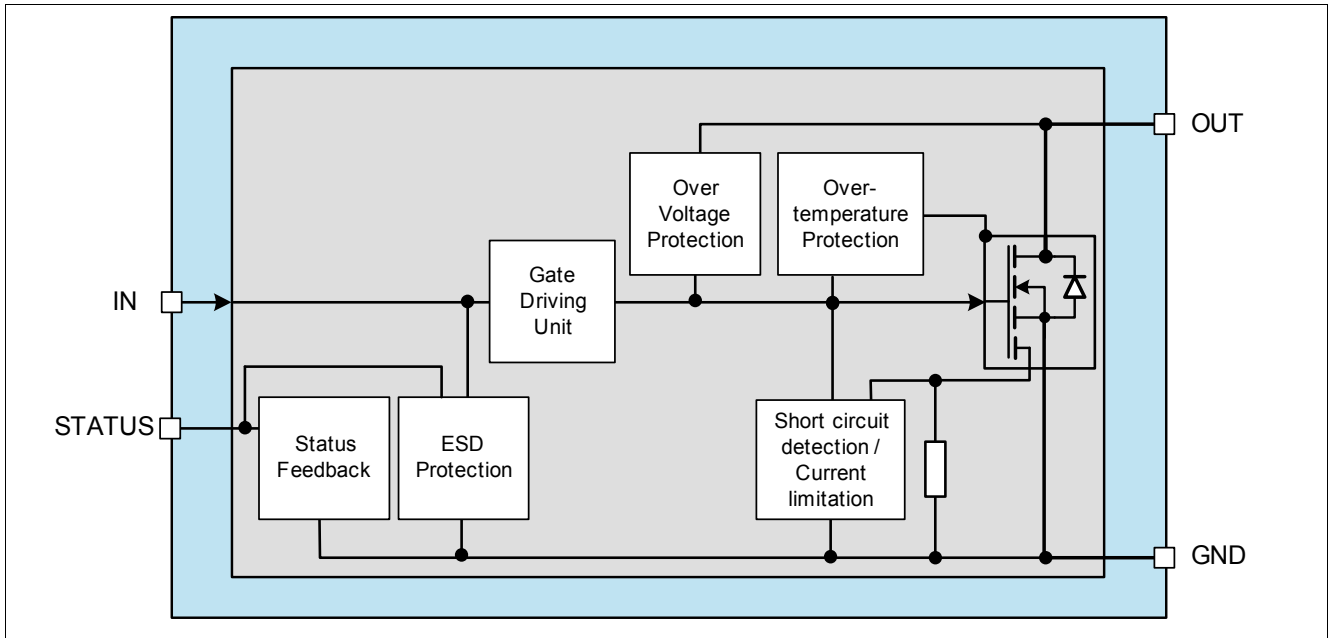 OUT
Over
Voltage
Protection
Over-
temperature
Protection
Gate
Driving
Unit
IN
STATUS
Status
Feedback
ESD
Protection
Short circuit
detection /
Current
limitation
GND